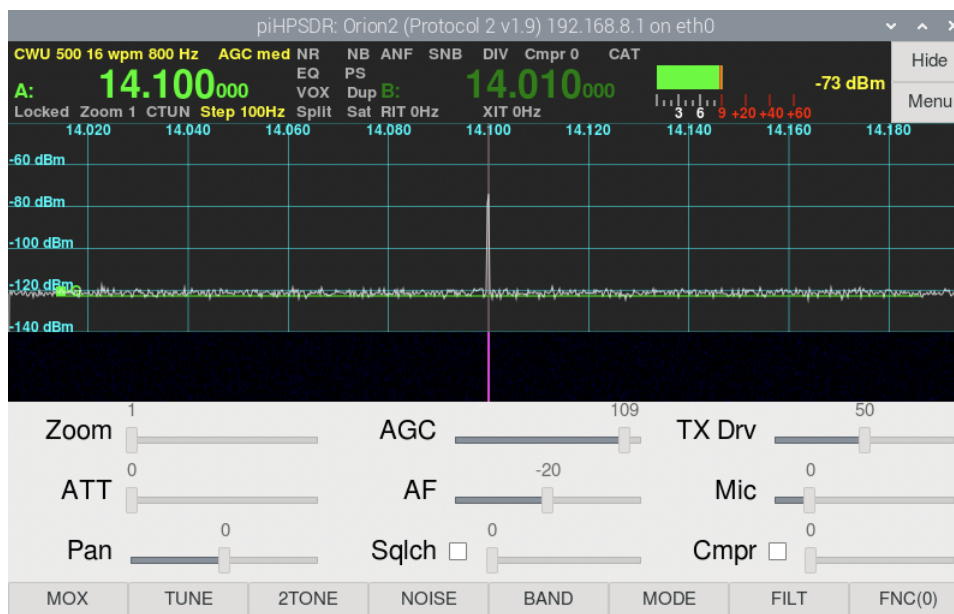 piHPSDR: Orion2 (Protocol 2 v1.9) 192.168.8.1 on eth0
CWU 500 16 wpm 800 Hz AGC med NR NB ANF SNB DIV Cmpr 0 CAT
EQ PS
A: 14.100000 VOX Dup B: 14.010000
Locked Zoom 1 CTUN Step 100Hz Split Sat RIT 0Hz XIT 0Hz
-73 dBm
3 6 9 +20 +40 +60
Hide
Menu
14.020 14.040 14.060 14.080 14.100 14.120 14.140 14.160 14.180
-60 dBm
-80 dBm
-100 dBm
-120 dBm
-140 dBm
1 109 50
Zoom AGC TX Drv
0 -20 0
ATT AF Mic
0 0 0
Pan Sqlch Cmpr
MOX TUNE 2TONE NOISE BAND MODE FILT FNC(0)